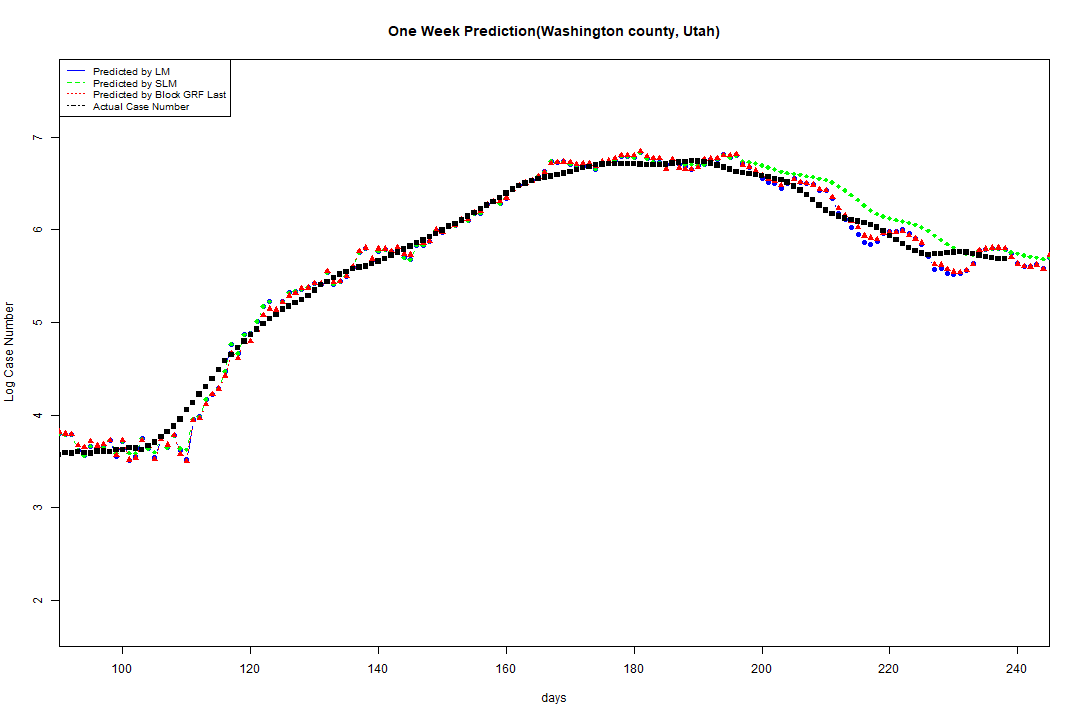 One Week Prediction(Washington county, Utah)
Predicted by LM
Predicted by SLM
Predicted by Block GRF Last
Actual Case Number
7
6
5
4
3
2
Log Case Number
100 120 140 160 180 200 220 240
days